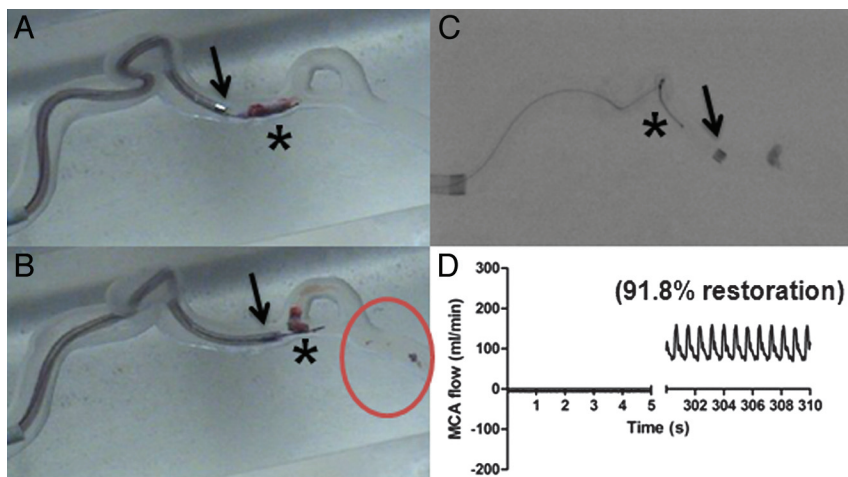 A
*
B
*
C
*
D
(91.8% restoration)
MCA flow (ml/min)
300
200
100
0
-100
-200
1 2 3 4 5 302 304 306 308 310
Time (s)